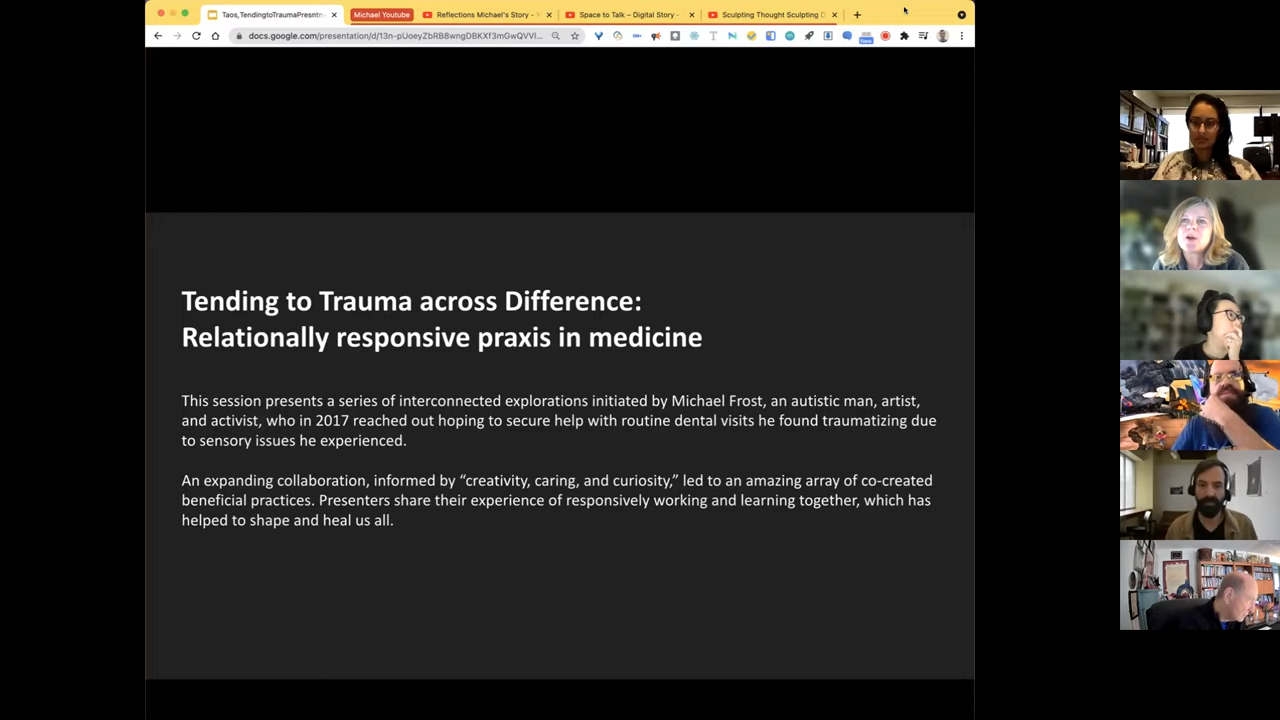 Taos,TendingtoTraumaPresntn
Michael Youtube
Reflections Michael's Story -
Space to Talk – Digital Story -
Sculpting Thought Sculpting
docs.google.com/presentation/d/13n-pUoeyZbRB8wngDBKXf3mGwQVVl...
New
Tending to Trauma across Difference:
Relationally responsive praxis in medicine
This session presents a series of interconnected explorations initiated by Michael Frost, an autistic man, artist,
and activist, who in 2017 reached out hoping to secure help with routine dental visits he found traumatizing due
to sensory issues he experienced.
An expanding collaboration, informed by “creativity, caring, and curiosity,” led to an amazing array of co-created
beneficial practices. Presenters share their experience of responsively working and learning together, which has
helped to shape and heal us all.